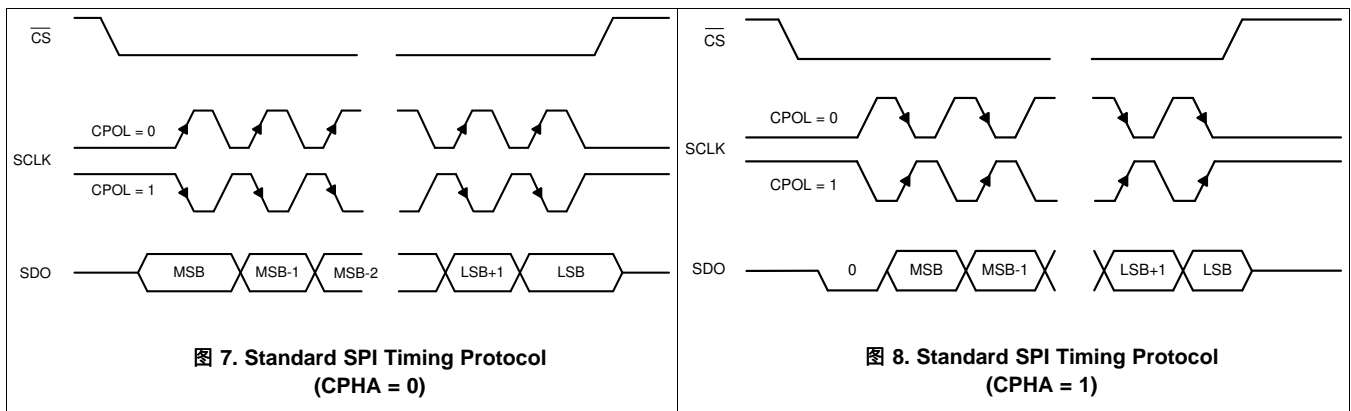 CS
CPOL = 0
SCLK
CPOL = 1
SDO
MSB
MSB-1
MSB-2
LSB+1
LSB
图 7. Standard SPI Timing Protocol
(CPHA = 0)
CS
CPOL = 0
SCLK
CPOL = 1
SDO
0
MSB
MSB-1
LSB+1
LSB
图 8. Standard SPI Timing Protocol
(CPHA = 1)